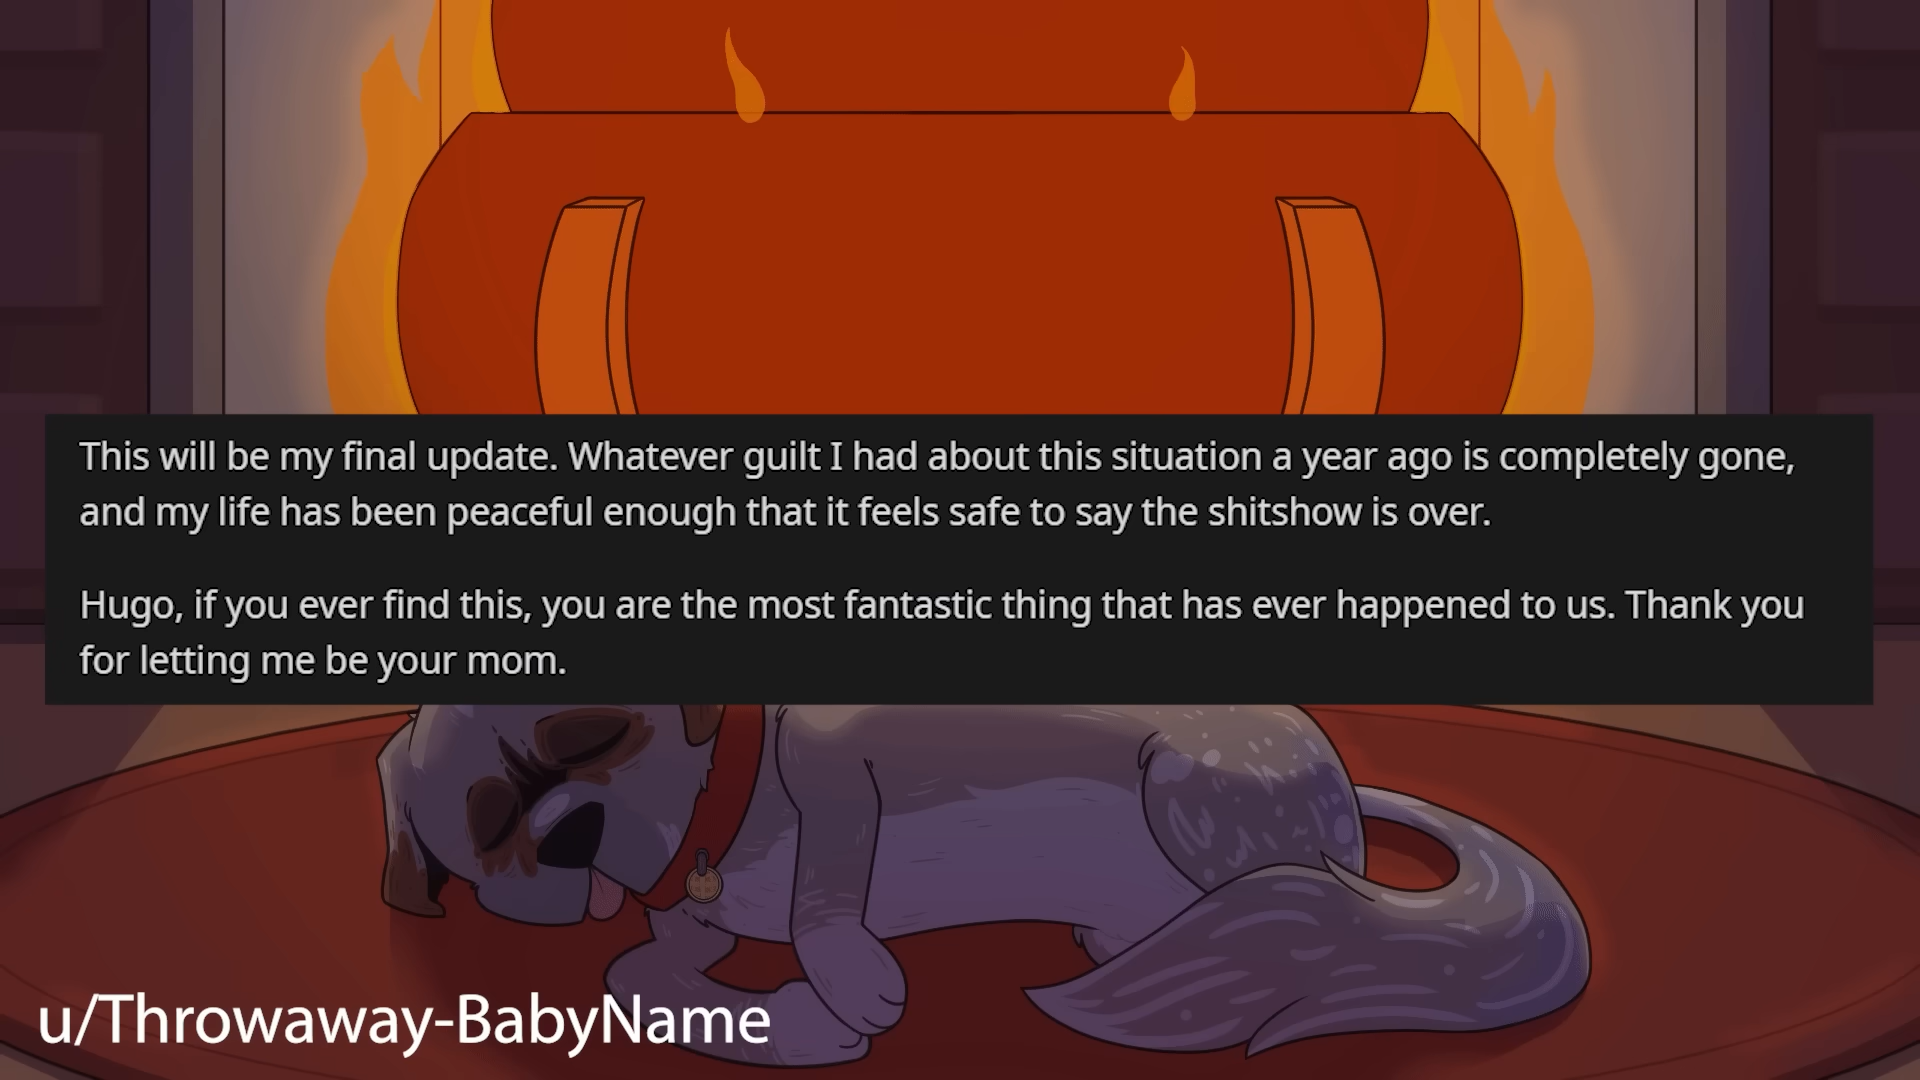 This will be my final update. Whatever guilt I had about this situation a year ago is completely gone,
and my life has been peaceful enough that it feels safe to say the shitshow is over.
Hugo, if you ever find this, you are the most fantastic thing that has ever happened to us. Thank you
for letting me be your mom.
u/Throwaway-BabyName